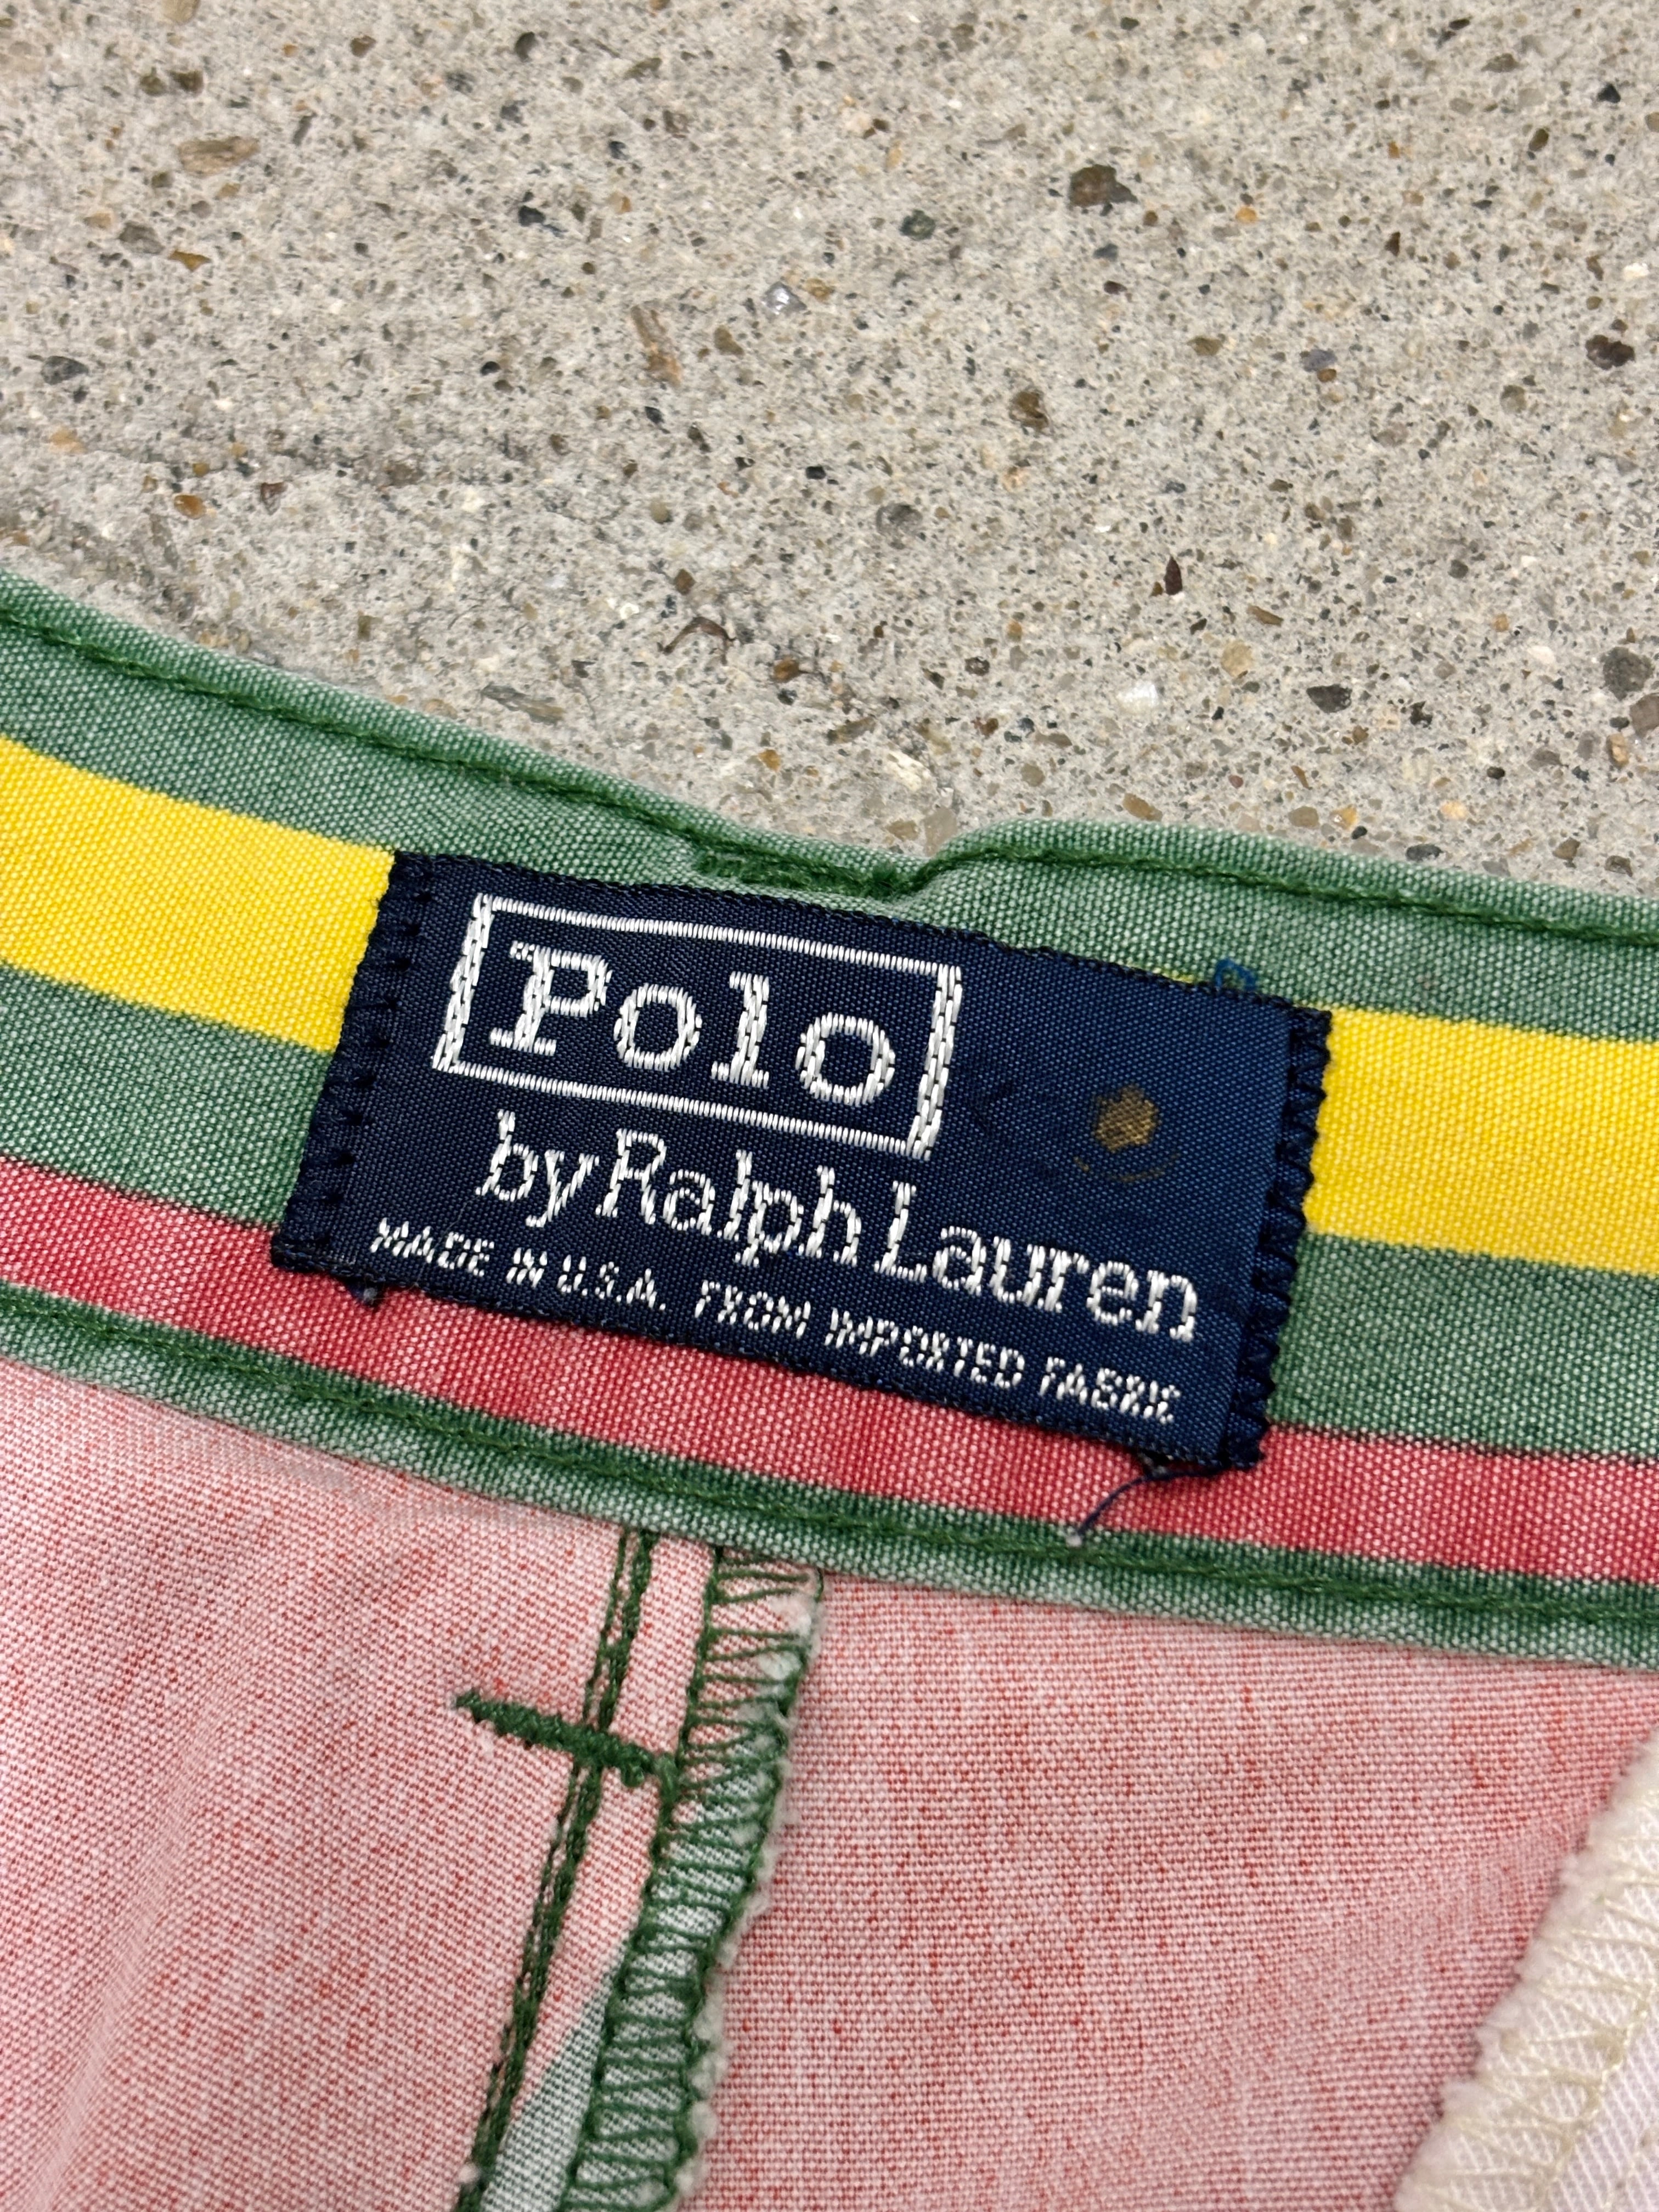 Polo
by Ralph Lauren
MADE IN U.S.A. FROM IMPORTED FABRIC